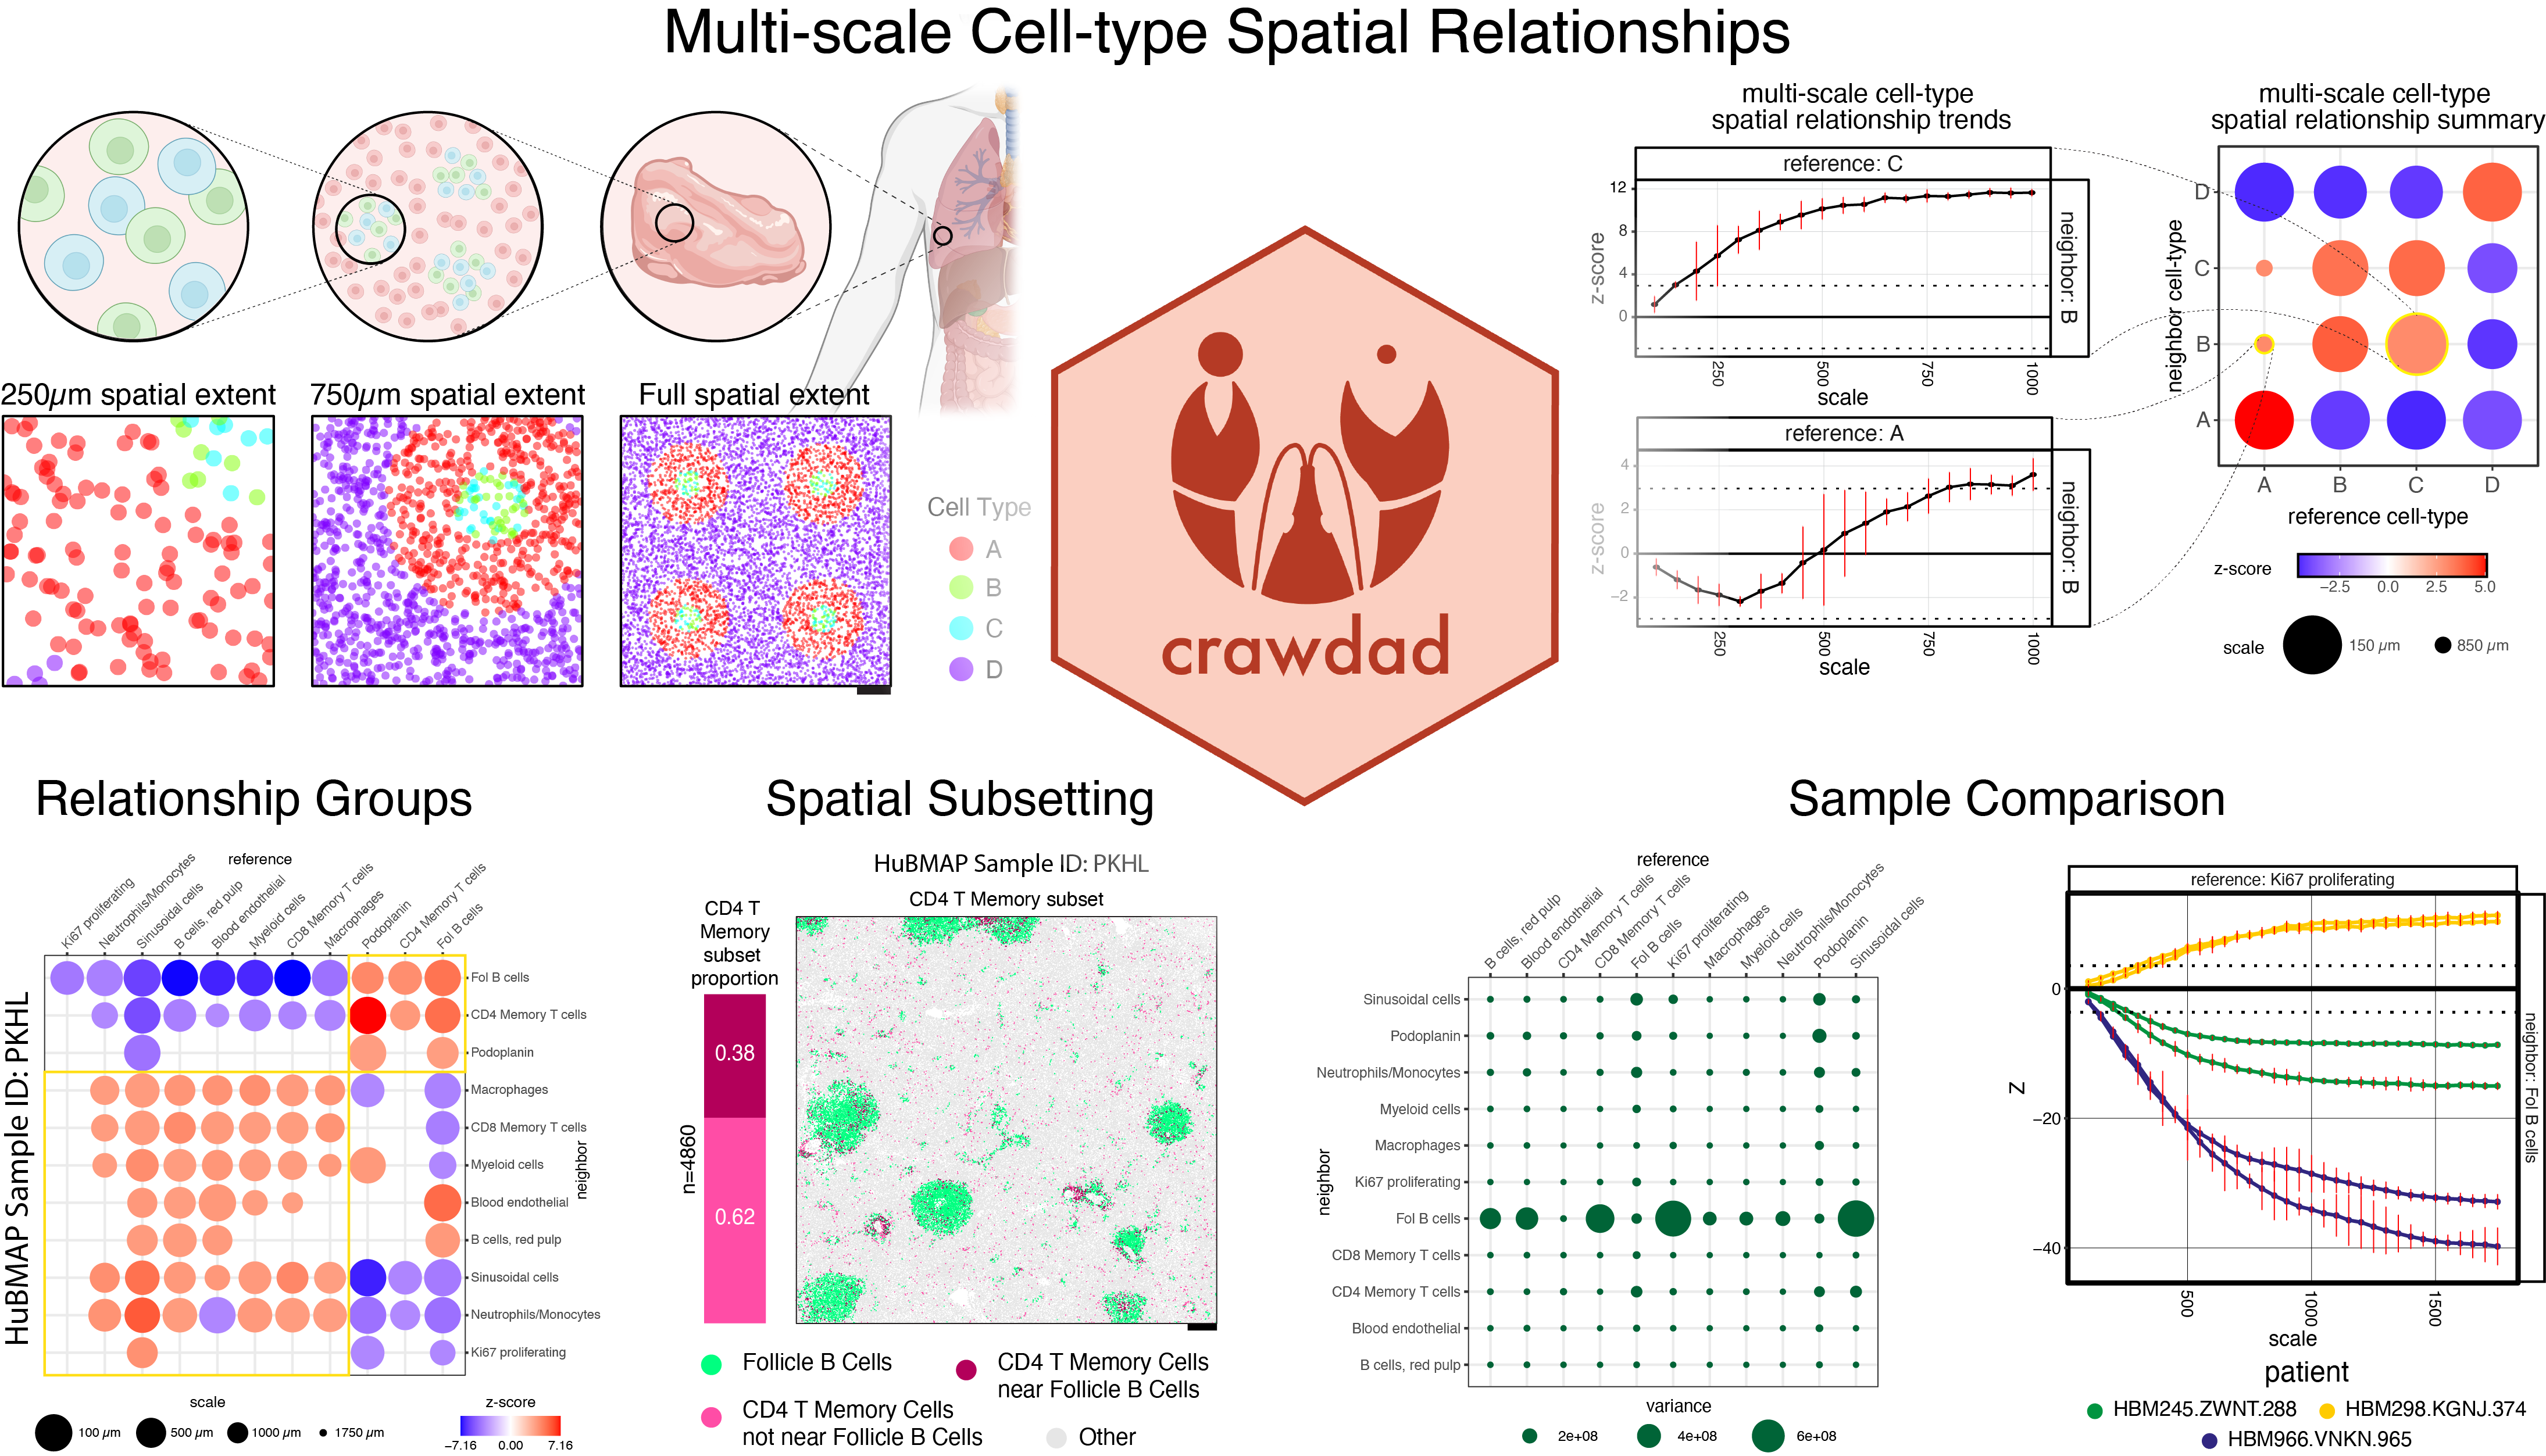 Multi-scale Cell-type Spatial Relationships
250µm spatial extent
750µm spatial extent
Full spatial extent
Cell Type
A
B
C
D
crawdad
multi-scale cell-type
spatial relationship trends
reference: C
neighbor: B
z-score
12
8
4
0
250
500
750
1000
scale
reference: A
neighbor: B
z-score
4
2
0
−2
250
500
750
1000
scale
multi-scale cell-type
spatial relationship summary
neighbor cell-type
D
C
B
A
A
B
C
D
reference cell-type
z-score
−2.5
0.0
2.5
5.0
scale
150 µm
850 µm
Relationship Groups
HuBMAP Sample ID: PKHL
reference
Ki67 proliferating
Neutrophils/Monocytes
Sinusoidal cells
B cells, red pulp
Blood endothelial
Myeloid cells
CD8 Memory T cells
Macrophages
Podoplanin
CD4 Memory T cells
Fol B cells
Fol B cells
CD4 Memory T cells
Podoplanin
Macrophages
CD8 Memory T cells
Myeloid cells
Blood endothelial
B cells, red pulp
Sinusoidal cells
Neutrophils/Monocytes
Ki67 proliferating
neighbor
scale
100 µm
500 µm
1000 µm
1750 µm
z-score
−7.16
0.00
7.16
Spatial Subsetting
HuBMAP Sample ID: PKHL
CD4 T Memory subset
CD4 T
Memory
subset
proportion
0.38
0.62
n=4860
Follicle B Cells
CD4 T Memory Cells
near Follicle B Cells
CD4 T Memory Cells
not near Follicle B Cells
Other
Sample Comparison
reference
B cells, red pulp
Blood endothelial
CD4 Memory T cells
CD8 Memory T cells
Fol B cells
Ki67 proliferating
Macrophages
Myeloid cells
Neutrophils/Monocytes
Podoplanin
Sinusoidal cells
neighbor
Sinusoidal cells
Podoplanin
Neutrophils/Monocytes
Myeloid cells
Macrophages
Ki67 proliferating
Fol B cells
CD8 Memory T cells
CD4 Memory T cells
Blood endothelial
B cells, red pulp
variance
2e+08
4e+08
6e+08
reference: Ki67 proliferating
neighbor: Fol B cells
Z
0
−20
−40
500
1000
1500
scale
patient
HBM245.ZWNT.288
HBM298.KGNJ.374
HBM966.VNKN.965